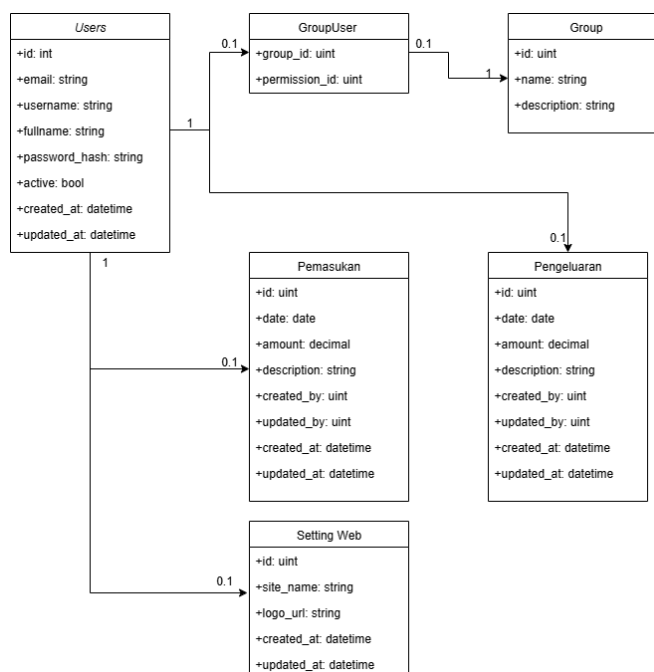 Users
+id: int
+email: string
+username: string
+fullname: string
+password_hash: string
+active: bool
+created_at: datetime
+updated_at: datetime
1
1
0.1
GroupUser
+group_id: uint
+permission_id: uint
0.1
1
Group
+id: uint
+name: string
+description: string
0.1
Pemasukan
+id: uint
+date: date
+amount: decimal
+description: string
+created_by: uint
+updated_by: uint
+created_at: datetime
+updated_at: datetime
0.1
Pengeluaran
+id: uint
+date: date
+amount: decimal
+description: string
+created_by: uint
+updated_by: uint
+created_at: datetime
+updated_at: datetime
0.1
Setting Web
+id: uint
+site_name: string
+logo_url: string
+created_at: datetime
+updated_at: datetime